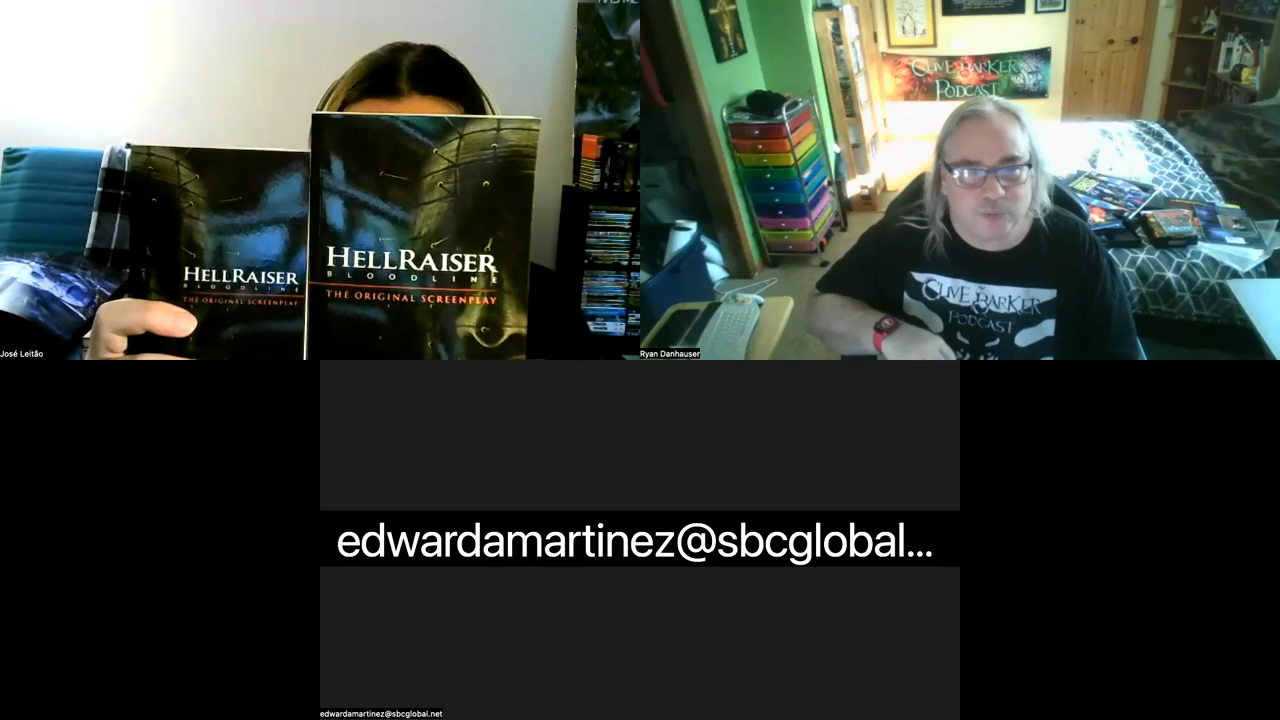 HELLRAISER
BLOODLINE
THE ORIGINAL SCREENPLAY
HELLRAISER
BLOODLINE
THE ORIGINAL SCREENPLAY
José Leitão
CLIVE BARKER
PODCAST
CLIVE BARKER
PODCAST
Ryan Danhauser
edwardamartinez@sbcglobal...
edwardamartinez@sbcglobal.net